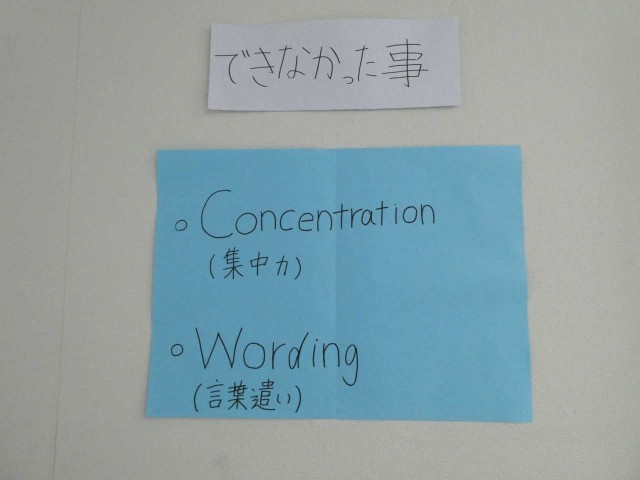 できなかった事
○ Concentration
(集中力)
○ Wording
(言葉遣い)